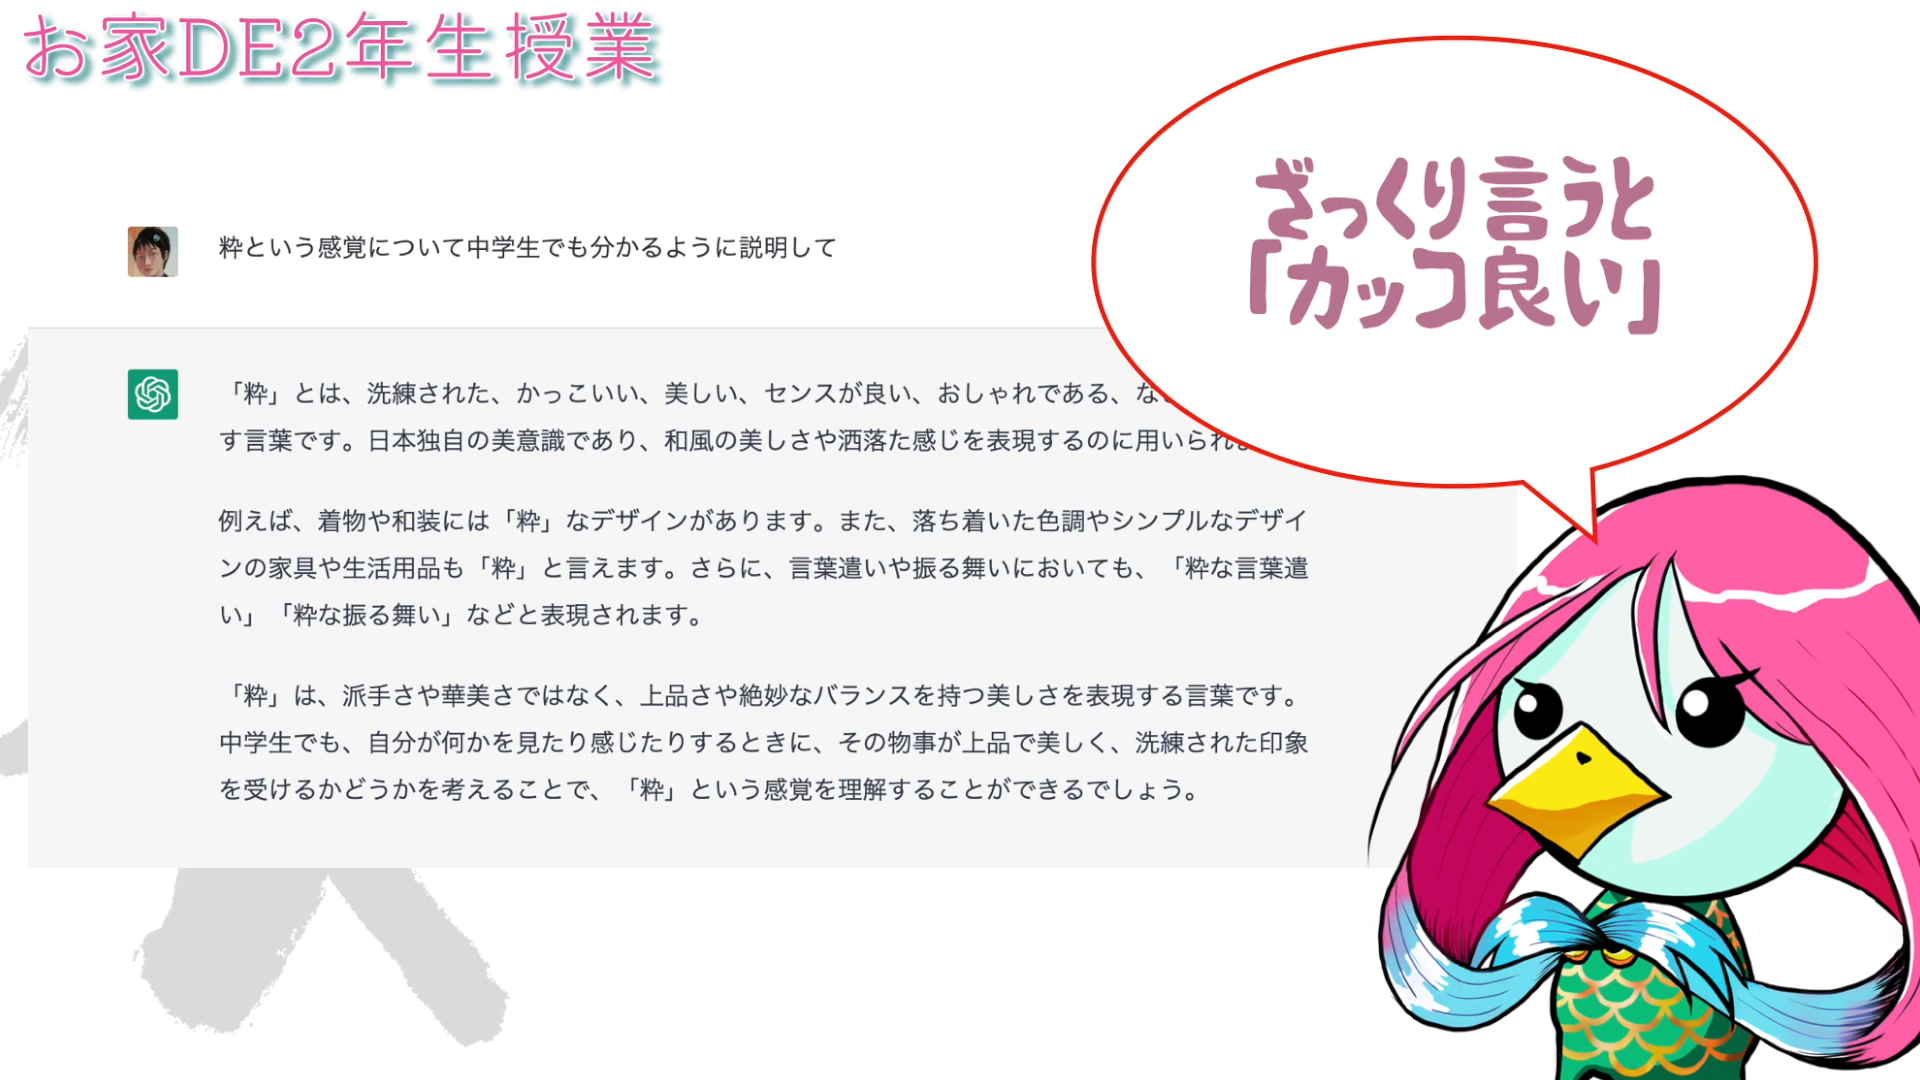 お家DE2年生授業
ざっくり言うと
「カッコ良い」
粋という感覚について中学生でも分かるように説明して
「粋」とは、洗練された、かっこいい、美しい、センスが良い、おしゃれである、な
す言葉です。日本独自の美意識であり、和風の美しさや洒落た感じを表現するのに用いられ
例えば、着物や和装には「粋」なデザインがあります。また、落ち着いた色調やシンプルなデザイ
ンの家具や生活用品も「粋」と言えます。さらに、言葉遣いや振る舞いにおいても、「粋な言葉遣
い」「粋な振る舞い」などと表現されます。
「粋」は、派手さや華美さではなく、上品さや絶妙なバランスを持つ美しさを表現する言葉です。
中学生でも、自分が何かを見たり感じたりするときに、その物事が上品で美しく、洗練された印象
を受けるかどうかを考えることで、「粋」という感覚を理解することができるでしょう。